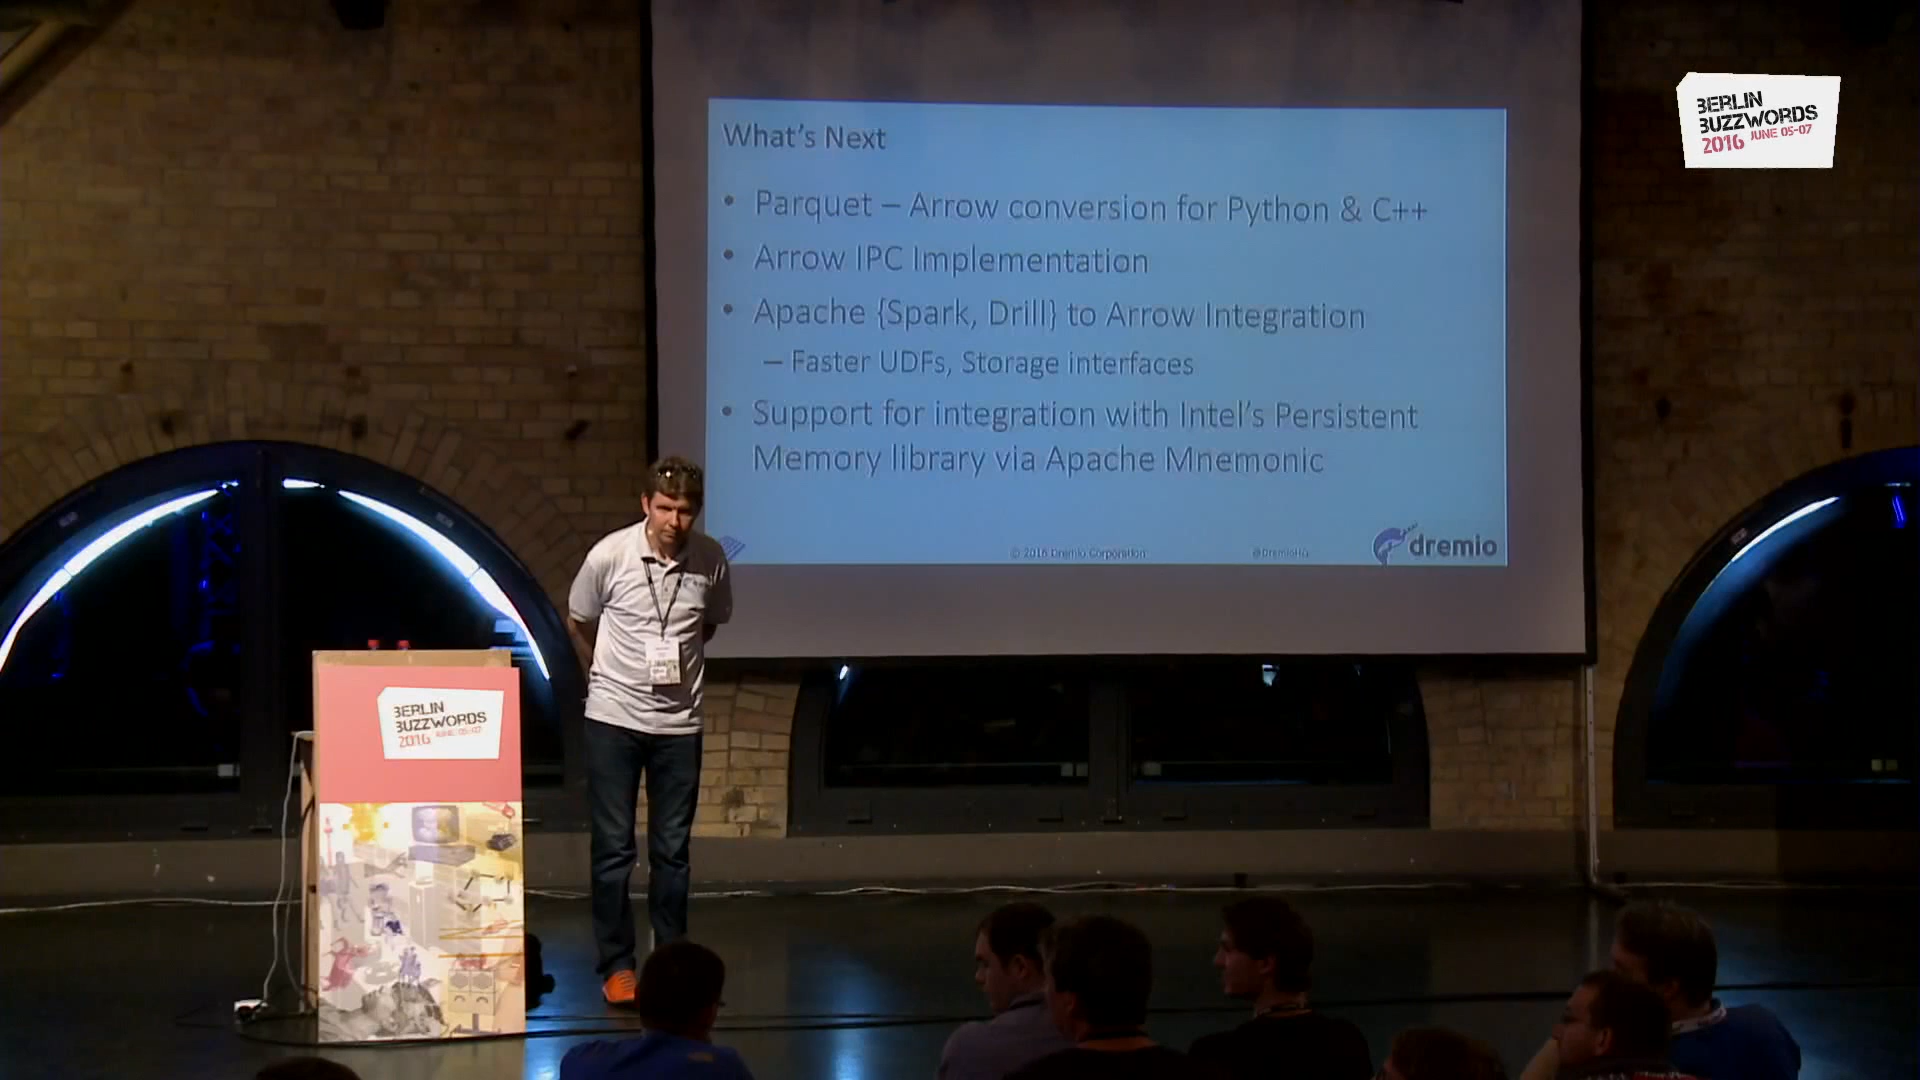 What's Next
• Parquet – Arrow conversion for Python & C++
• Arrow IPC Implementation
• Apache {Spark, Drill} to Arrow Integration
– Faster UDFs, Storage interfaces
• Support for integration with Intel's Persistent
Memory library via Apache Mnemonic
© 2016 Dremio Corporation
@DremioHQ
dremio
BERLIN
BUZZWORDS
2016 JUNE 05-07
BERLIN
BUZZWORDS
2016 JUNE 05-07